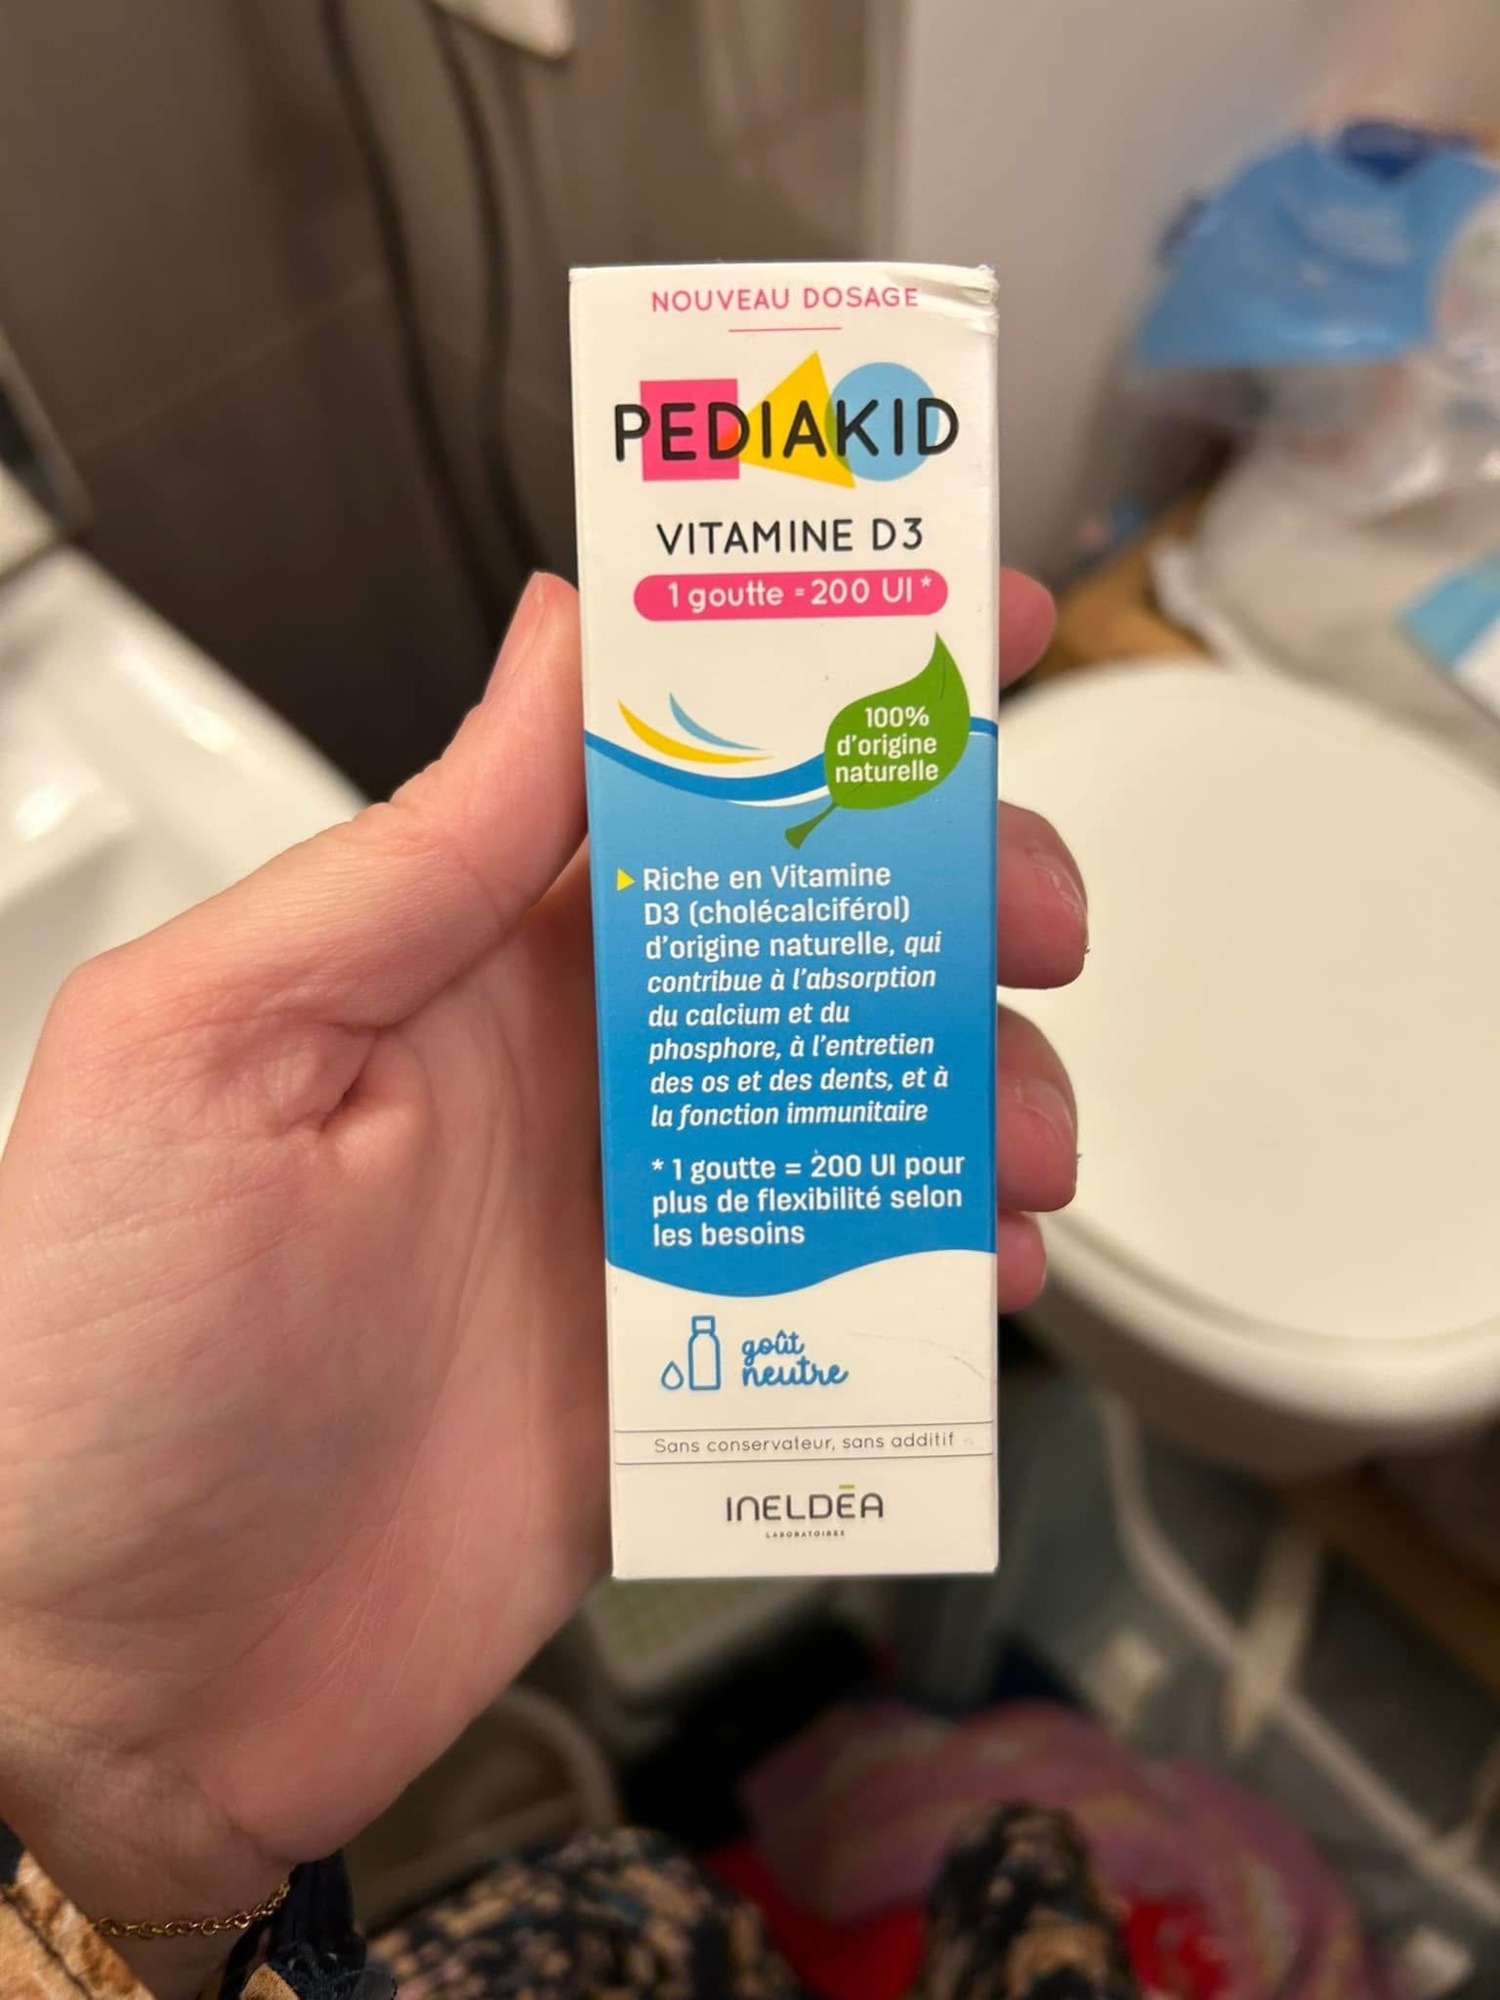 NOUVEAU DOSAGE
PEDIAKID
VITAMINE D3
1 goutte = 200 UI*
100%
d'origine
naturelle
Riche en Vitamine
D3 (cholécalciférol)
d'origine naturelle, qui
contribue à l'absorption
du calcium et du
phosphore, à l'entretien
des os et des dents, et à
la fonction immunitaire
* 1 goutte = 200 UI pour
plus de flexibilité selon
les besoins
goût
neutre
Sans conservateur, sans additif
INELDĒA
LABORATOIRES